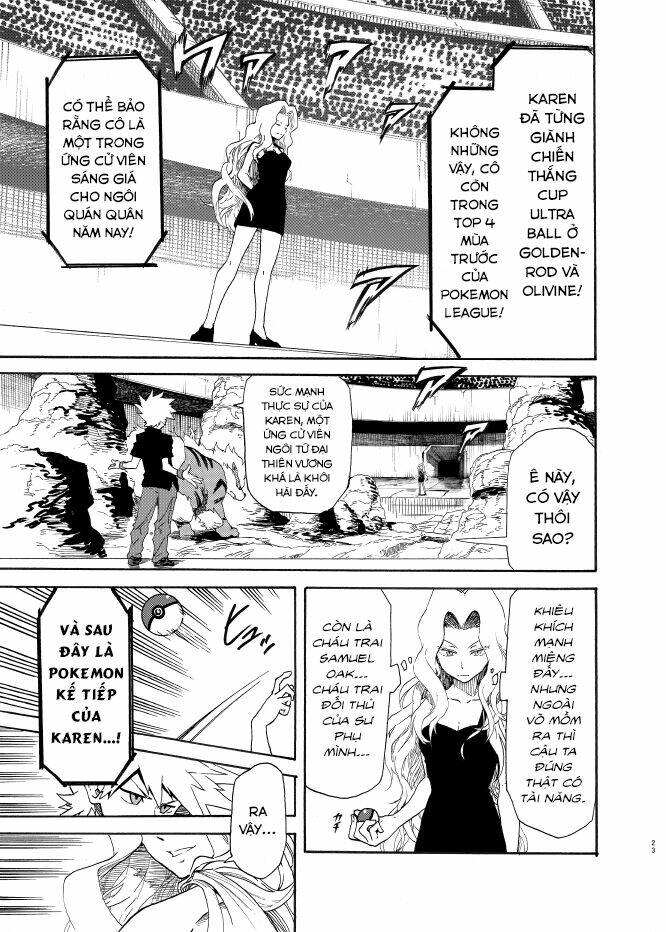 KAREN
ĐÃ TỪNG
GIÀNH
CHIẾN
THẮNG
CUP
ULTRA
BALL Ở
GOLDEN-
ROD VÀ
OLIVINE!
KHÔNG
NHỮNG
VẬY, CÔ
CÒN
TRONG
TOP 4
MÙA
TRƯỚC
CỦA
POKEMON
LEAGUE!
CÓ THỂ BẢO
RẰNG CÔ LÀ
MỘT TRONG
ỨNG CỬ VIÊN
SÁNG GIÁ
CHO NGÔI
QUÁN QUÂN
NĂM NAY!
Ê NÀY,
CÓ VẬY
THÔI
SAO?
SỨC MẠNH
THỰC SỰ CỦA
KAREN, MỘT
ỨNG CỬ VIÊN
NGÔI TỨ ĐẠI
THIÊN VƯƠNG
KHÁ LÀ KHÔI
HÀI ĐẤY.
KHIÊU
KHÍCH
MẠNH
MIỆNG
ĐẤY...
NHƯNG
NGOÀI
VÕ MỒM
RA THÌ
CẬU TA
ĐÚNG
THẬT CÓ
TÀI NĂNG.
CÒN LÀ
CHÁU TRAI
SAMUEL
OAK...
CHÁU TRAI
ĐỐI THỦ
CỦA SƯ
PHỤ
MÌNH...
VÀ SAU
ĐÂY LÀ
POKEMON
KẾ TIẾP
CỦA
KAREN...!
RA
VẬY...
23